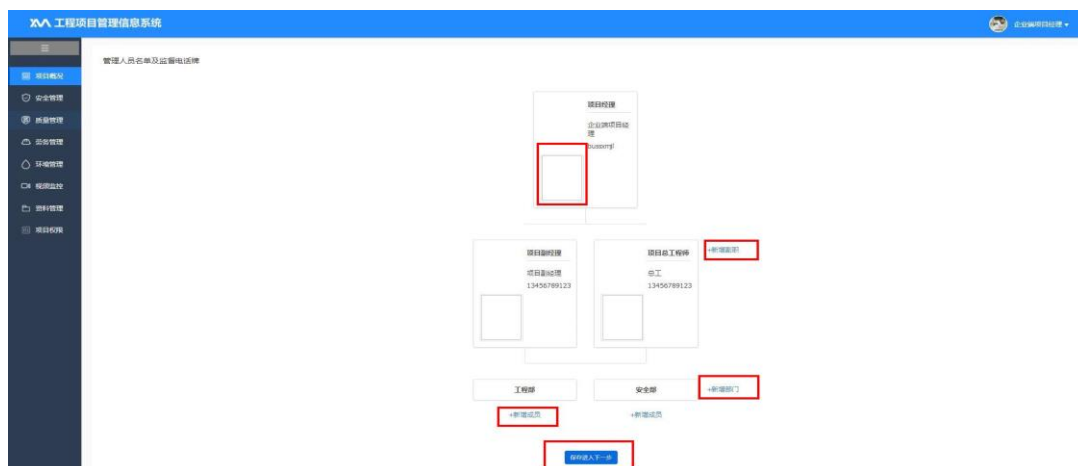 工程项目管理信息系统
企业端项目经理
管理人员名单及监督电话牌
项目概况
安全管理
质量管理
劳务管理
环境管理
视频监控
资料管理
项目权限
项目经理
企业端项目经
理
项目副经理
项目副经理
13456789123
项目总工程师
总工
13456789123
+新增副职
工程部
安全部
+新增部门
+新增成员
+新增成员
保存进入下一步